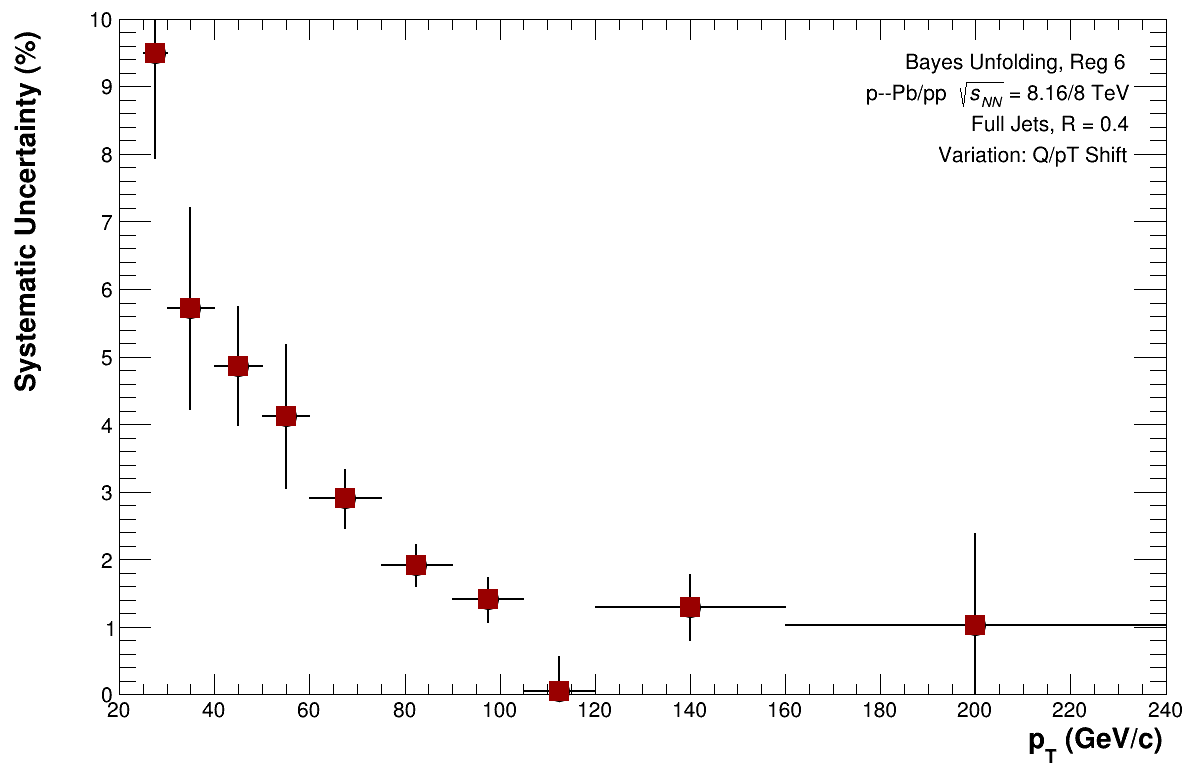 Systematic Uncertainty (%)
10
9
8
7
6
5
4
3
2
1
0
Bayes Unfolding, Reg 6
p--Pb/pp √s_NN = 8.16/8 TeV
Full Jets, R = 0.4
Variation: Q/pT Shift
20 40 60 80 100 120 140 160 180 200 220 240
p_T (GeV/c)